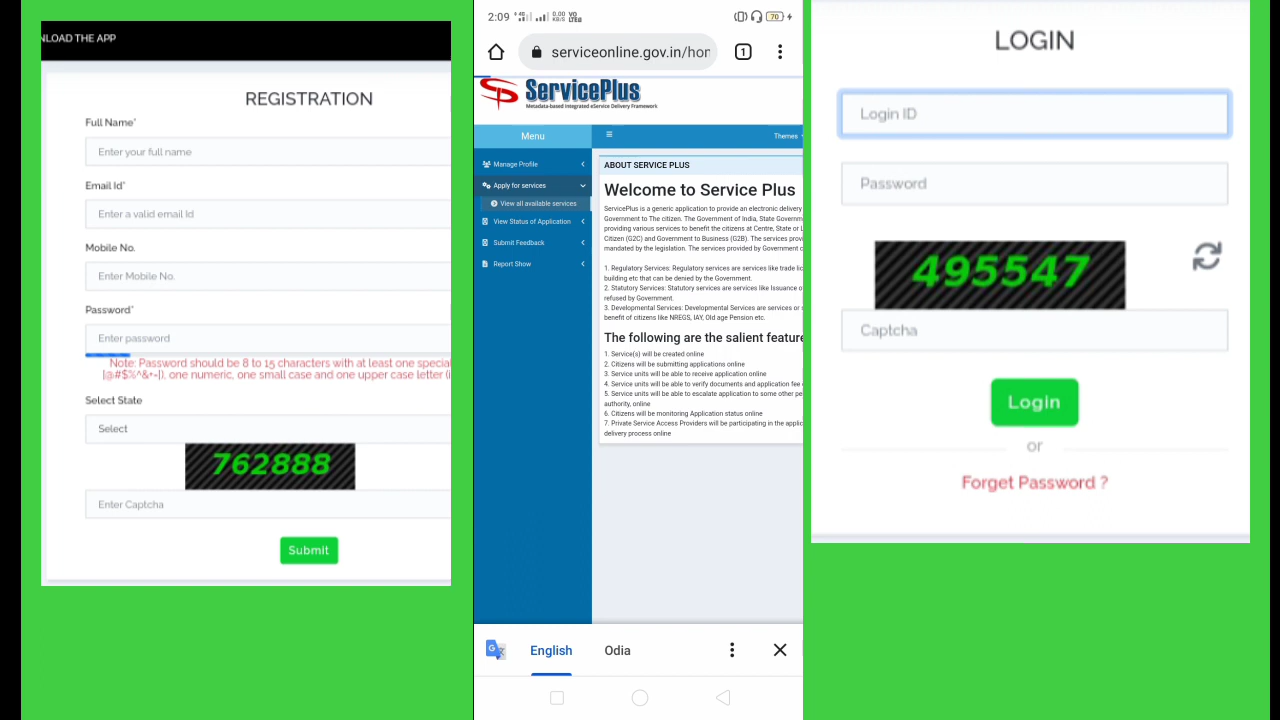 NLOAD THE APP
REGISTRATION
Full Name*
Enter your full name
Email Id*
Enter a valid email Id
Mobile No.
Enter Mobile No.
Password*
Enter password
Note: Password should be 8 to 15 characters with at least one special
|@#$%^&+~|), one numeric, one small case and one upper case letter (i
Select State
Select
762888
Enter Captcha
Submit
2:09 4G 0.00 KB/S VO LTE 70
serviceonline.gov.in/hor 1
ServicePlus
Metadata-based Integrated eService Delivery Framework
Menu
Themes
Manage Profile
Apply for services
View all available services
View Status of Application
Submit Feedback
Report Show
ABOUT SERVICE PLUS
Welcome to Service Plus
ServicePlus is a generic application to provide an electronic delivery
Government to The citizen. The Government of India, State Governm
providing various services to benefit the citizens at Centre, State or L
Citizen (G2C) and Government to Business (G2B). The services provi
mandated by the legislation. The services provided by Government c
1. Regulatory Services: Regulatory services are services like trade lic
building etc that can be denied by the Government.
2. Statutory Services: Statutory services are services like Issuance o
refused by Government.
3. Developmental Services: Developmental Services are services or s
benefit of citizens like NREGS, IAY, Old age Pension etc.
The following are the salient feature
1. Service(s) will be created online
2. Citizens will be submitting applications online
3. Service units will be able to receive application online
4. Service units will be able to verify documents and application fee o
5. Service units will be able to escalate application to some other pe
authority, online
6. Citizens will be monitoring Application status online
7. Private Service Access Providers will be participating in the applic
delivery process online
English Odia
LOGIN
Login ID
Password
495547
Captcha
Login
or
Forget Password ?